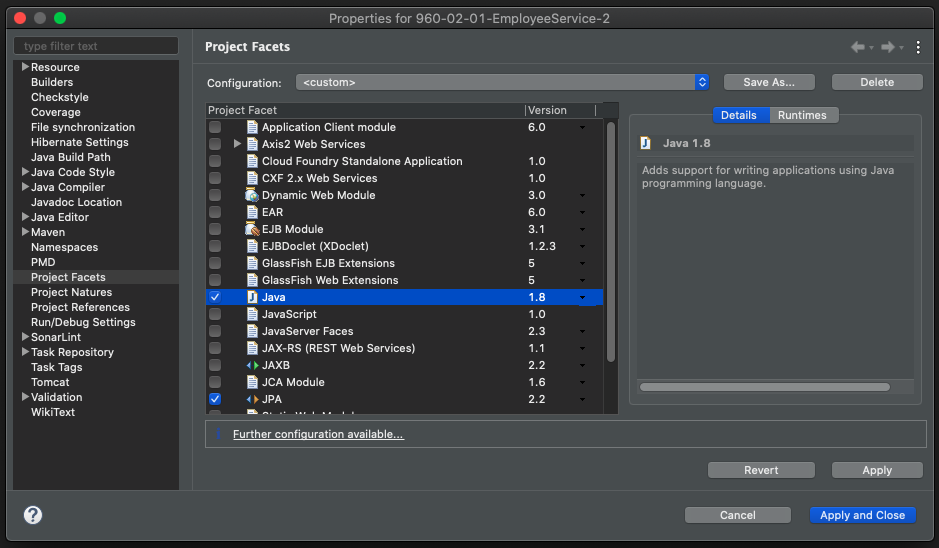 Properties for 960-02-01-EmployeeService-2
type filter text
Resource
Builders
Checkstyle
Coverage
File synchronization
Hibernate Settings
Java Build Path
Java Code Style
Java Compiler
Javadoc Location
Java Editor
Maven
Namespaces
PMD
Project Facets
Project Natures
Project References
Run/Debug Settings
SonarLint
Task Repository
Task Tags
Tomcat
Validation
WikiText
Project Facets
Configuration: <custom> Save As... Delete
Project Facet Version
Application Client module 6.0
Axis2 Web Services
Cloud Foundry Standalone Application 1.0
CXF 2.x Web Services 1.0
Dynamic Web Module 3.0
EAR 6.0
EJB Module 3.1
EJBDoclet (XDoclet) 1.2.3
GlassFish EJB Extensions 5
GlassFish Web Extensions 5
Java 1.8
JavaScript 1.0
JavaServer Faces 2.3
JAX-RS (REST Web Services) 1.1
JAXB 2.2
JCA Module 1.6
JPA 2.2
Details Runtimes
Java 1.8
Adds support for writing applications using Java
programming language.
Further configuration available...
Revert Apply
? Cancel Apply and Close